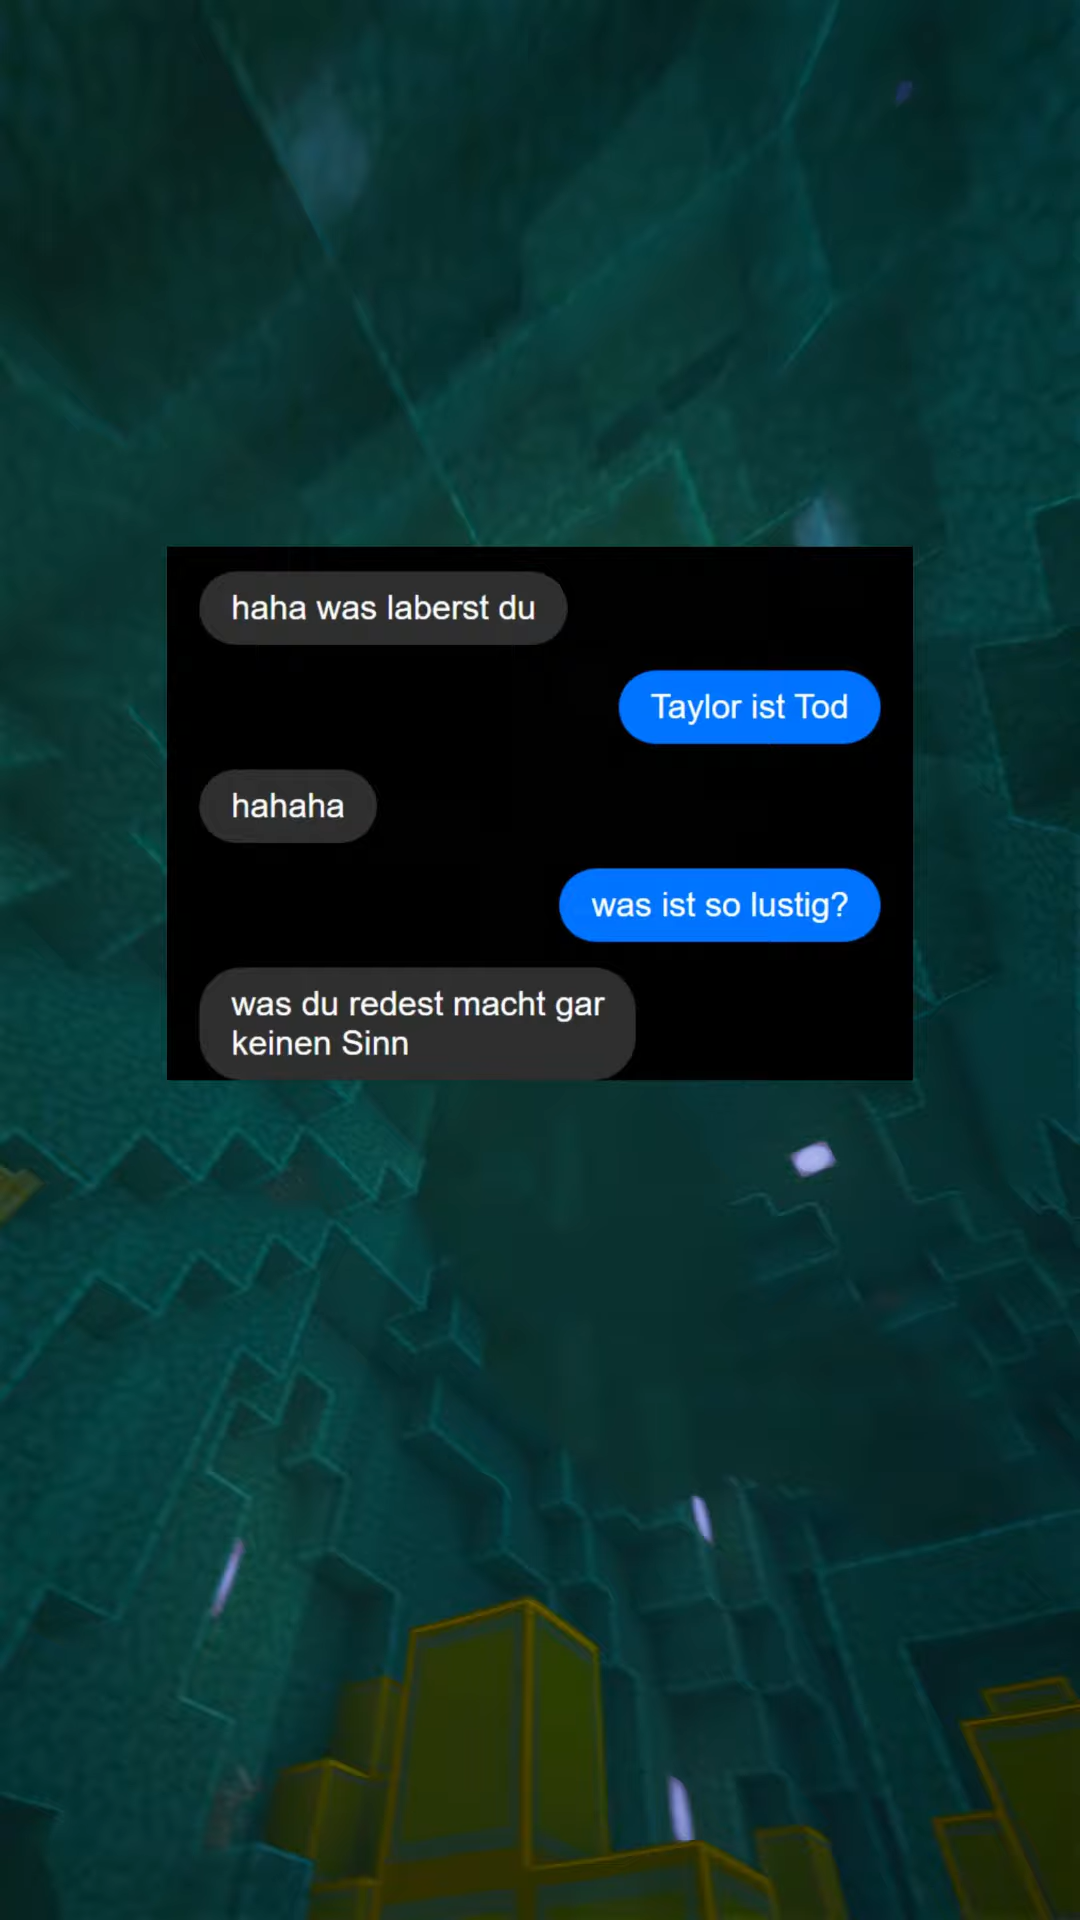 haha was laberst du
Taylor ist Tod
hahaha
was ist so lustig?
was du redest macht gar
keinen Sinn